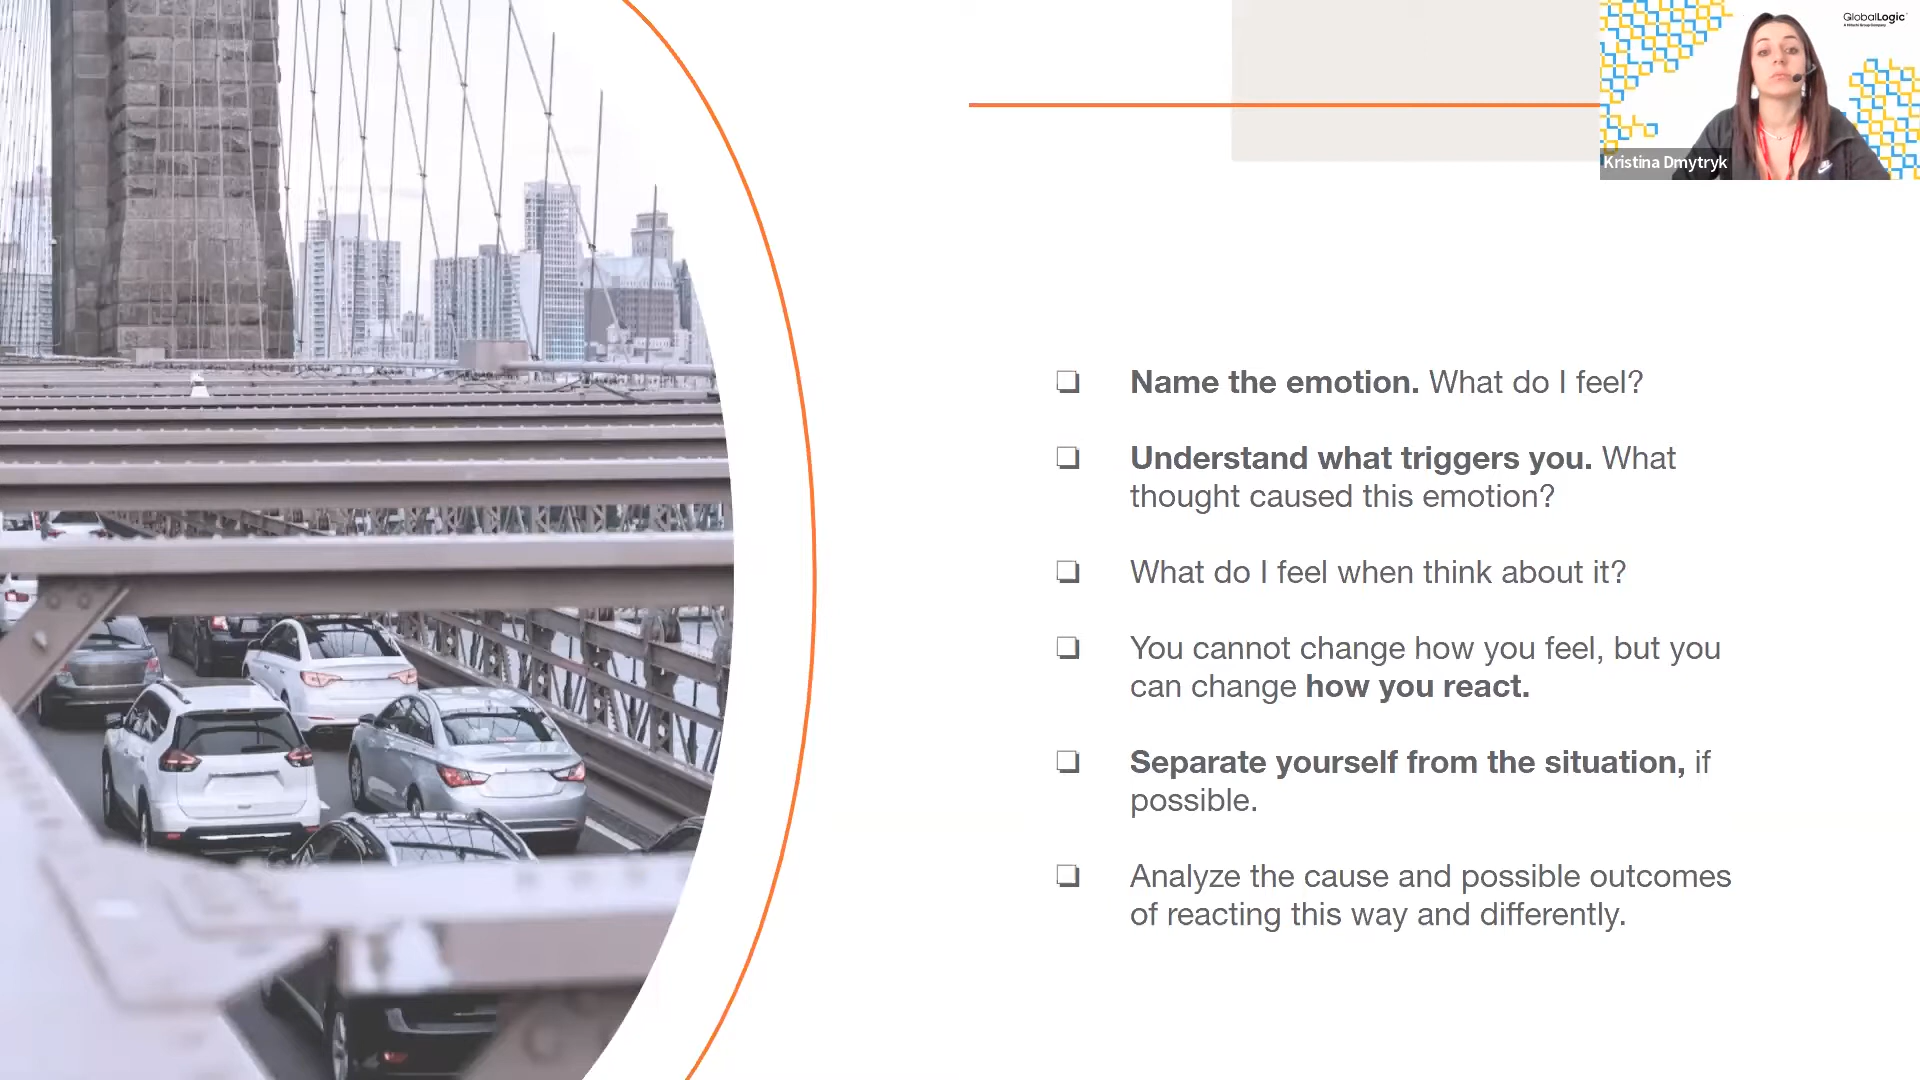 GlobalLogic
A Hitachi Group Company
Kristina Dmytryk
❏ Name the emotion. What do I feel?
❏ Understand what triggers you. What
thought caused this emotion?
❏ What do I feel when think about it?
❏ You cannot change how you feel, but you
can change how you react.
❏ Separate yourself from the situation, if
possible.
❏ Analyze the cause and possible outcomes
of reacting this way and differently.